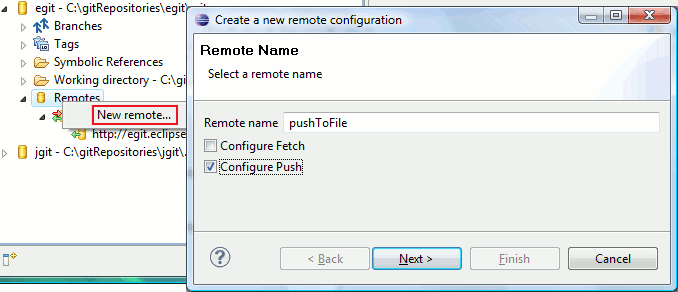 egit - C:\gitRepositories\egit\
Branches
Tags
Symbolic References
Working directory - C:\gi
Remotes
New remote...
http://egit.eclipse
jgit - C:\gitRepositories\jgit\.
Create a new remote configuration
Remote Name
Select a remote name
Remote name pushToFile
Configure Fetch
Configure Push
? < Back Next > Finish Cancel